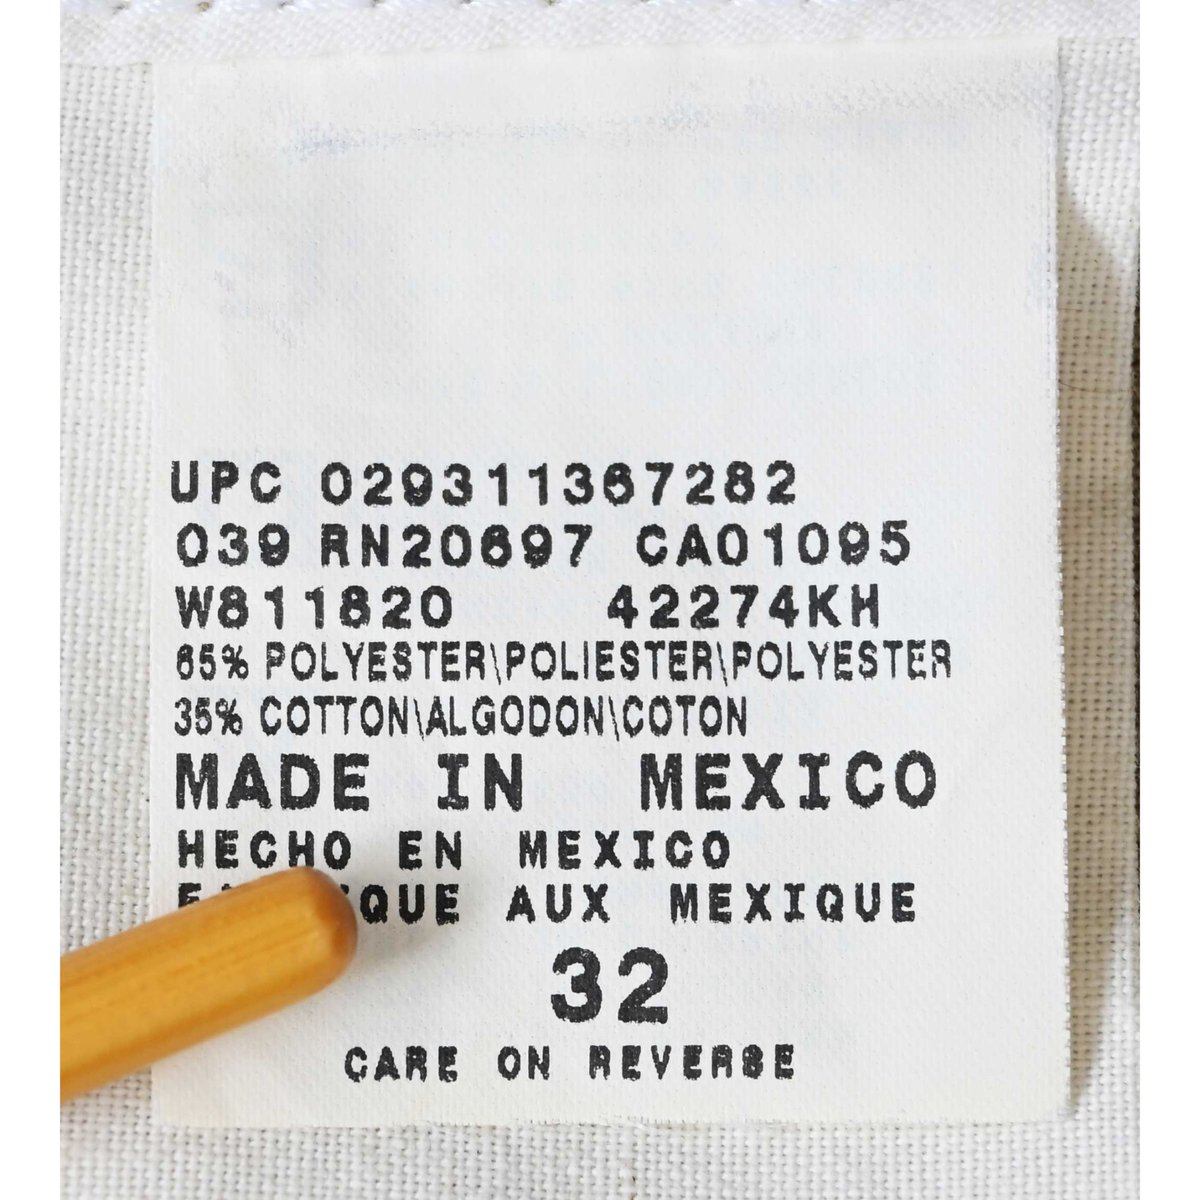 UPC 029311367282
039 RN20697 CA01095
W811820 42274KH
65% POLYESTER\POLIESTER\POLYESTER
35% COTTON\ALGODON\COTON
MADE IN MEXICO
HECHO EN MEXICO
AUX MEXIQUE
32
CARE ON REVERSE